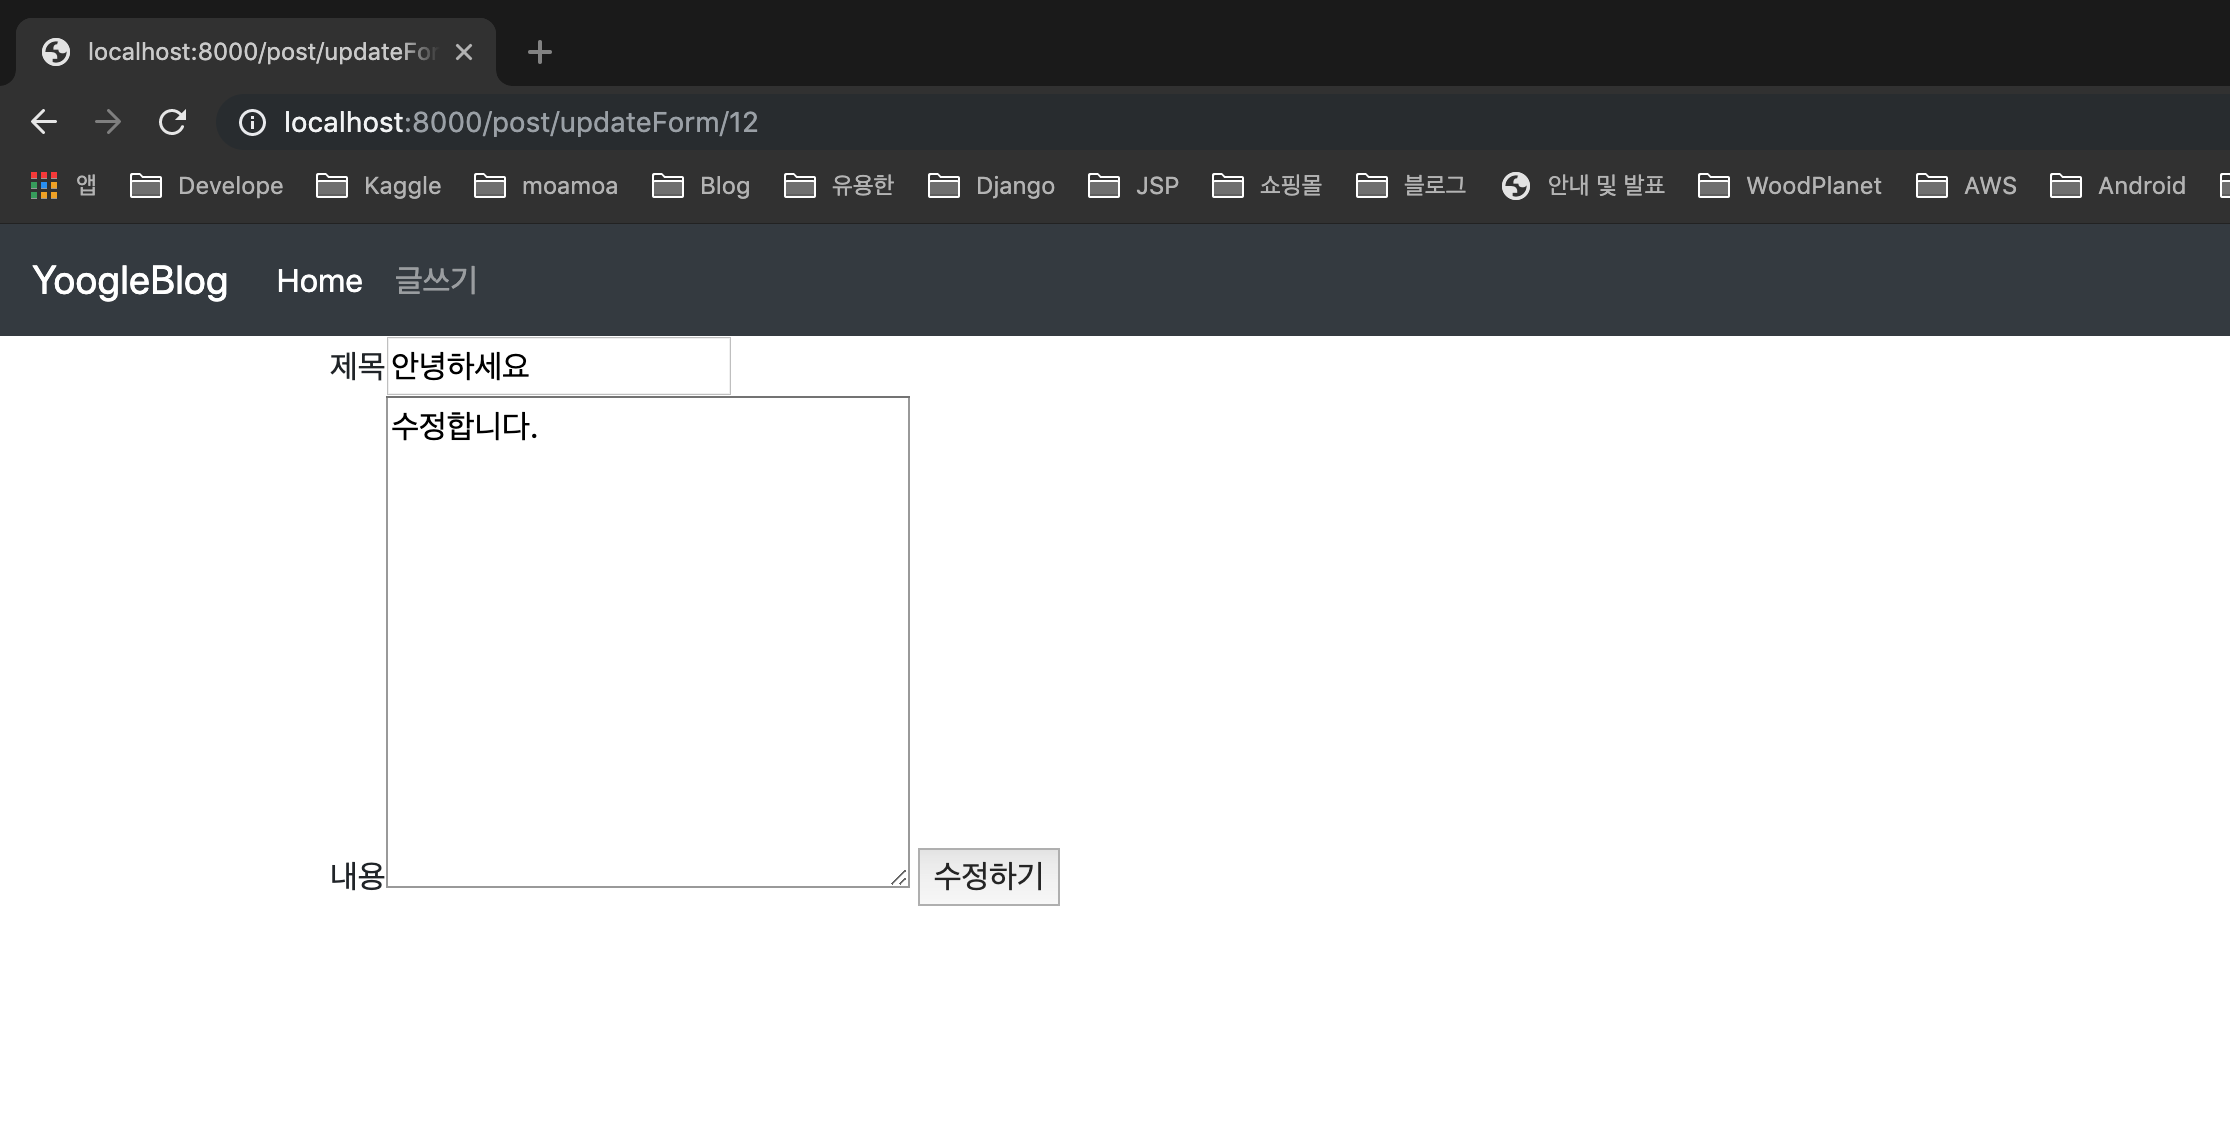 localhost:8000/post/updateFor
localhost:8000/post/updateForm/12
앱 Develope Kaggle moamoa Blog 유용한 Django JSP 쇼핑몰 블로그 안내 및 발표 WoodPlanet AWS Android
YoogleBlog Home 글쓰기
제목 안녕하세요
수정합니다.
내용 수정하기